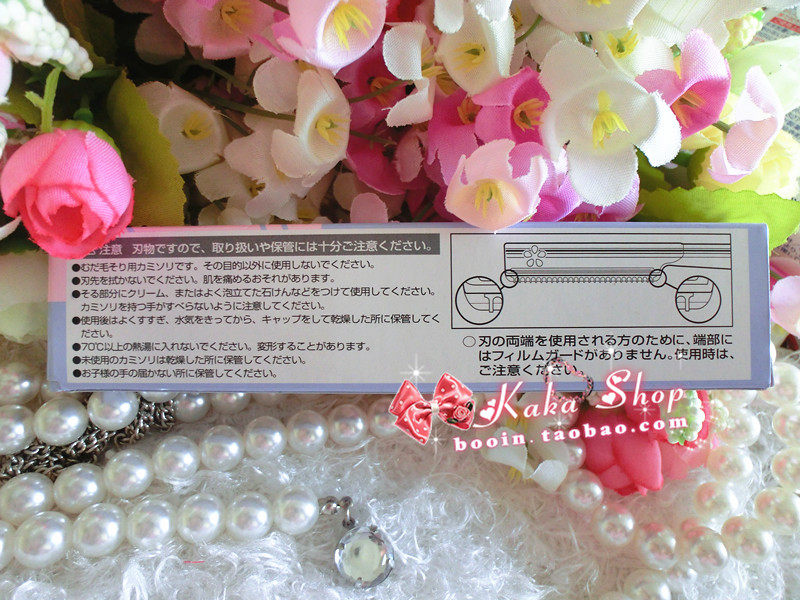 注意 刃物ですので、取り扱いや保管には十分ご注意ください。
●むだ毛そり用カミソリです。その目的以外に使用しないでください。
●刃先を拭かないでください。肌を痛めるおそれがあります。
●そる部分にクリーム、またはよく泡立てた石けんなどをつけて使用してください。
カミソリを持つ手がすべらないように注意してください。
●使用後はよくすすぎ、水気をきってから、キャップをして乾燥した所に保管してく
ださい。
●70℃以上の熱湯に入れないでください。変形することがあります。
●未使用のカミソリは乾燥した所に保管してください。
●お子様の手の届かない所に保管してください。
○刃の両端を使用される方のために、端部に
はフィルムガードがありません。使用時は、
ご注意ください。
Kaka Shop
booin.taobao.com